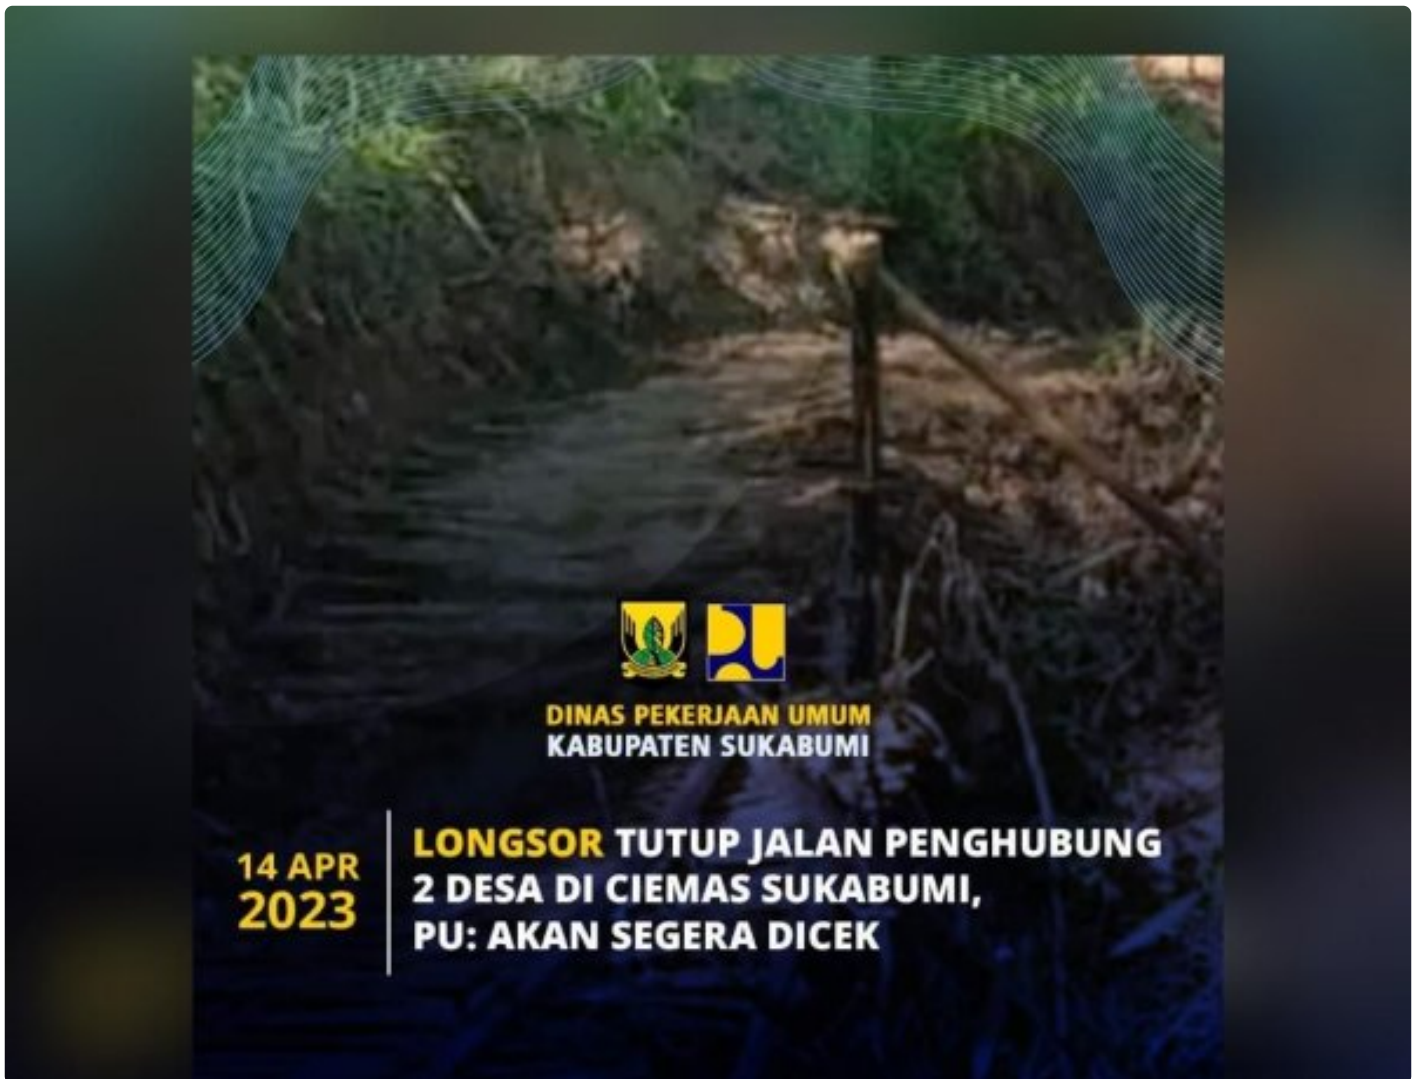 DINAS PEKERJAAN UMUM
KABUPATEN SUKABUMI
14 APR
2023
LONGSOR TUTUP JALAN PENGHUBUNG
2 DESA DI CIEMAS SUKABUMI,
PU: AKAN SEGERA DICEK